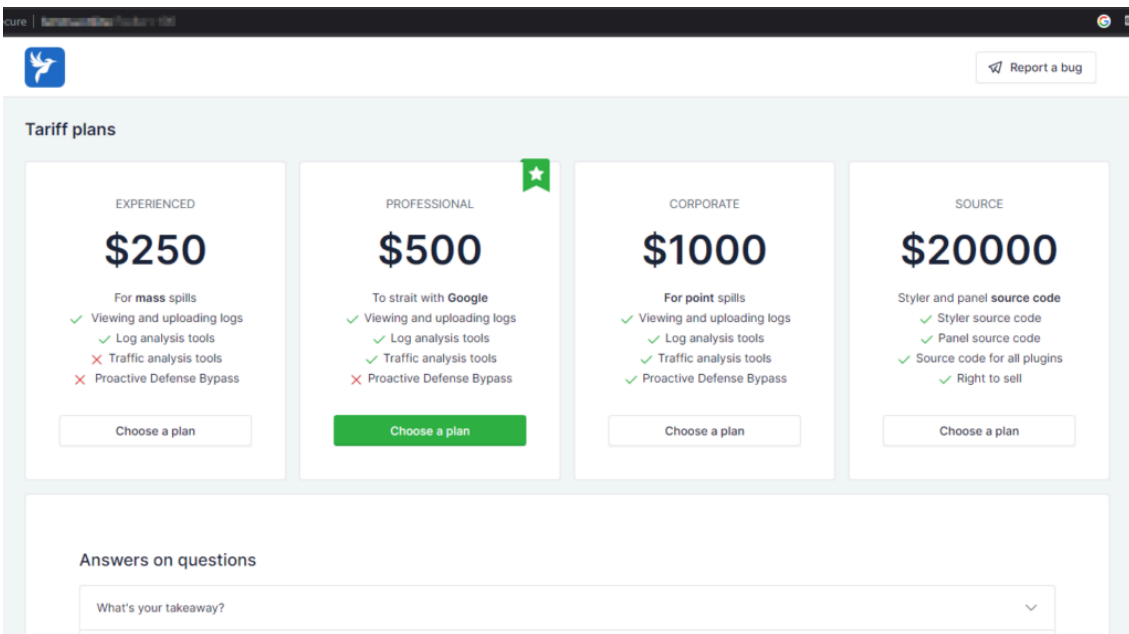 ecure
Report a bug
Tariff plans
EXPERIENCED
$250
For mass spills
Viewing and uploading logs
Log analysis tools
Traffic analysis tools
Proactive Defense Bypass
Choose a plan
PROFESSIONAL
$500
To strait with Google
Viewing and uploading logs
Log analysis tools
Traffic analysis tools
Proactive Defense Bypass
Choose a plan
CORPORATE
$1000
For point spills
Viewing and uploading logs
Log analysis tools
Traffic analysis tools
Proactive Defense Bypass
Choose a plan
SOURCE
$20000
Styler and panel source code
Styler source code
Panel source code
Source code for all plugins
Right to sell
Choose a plan
Answers on questions
What's your takeaway?